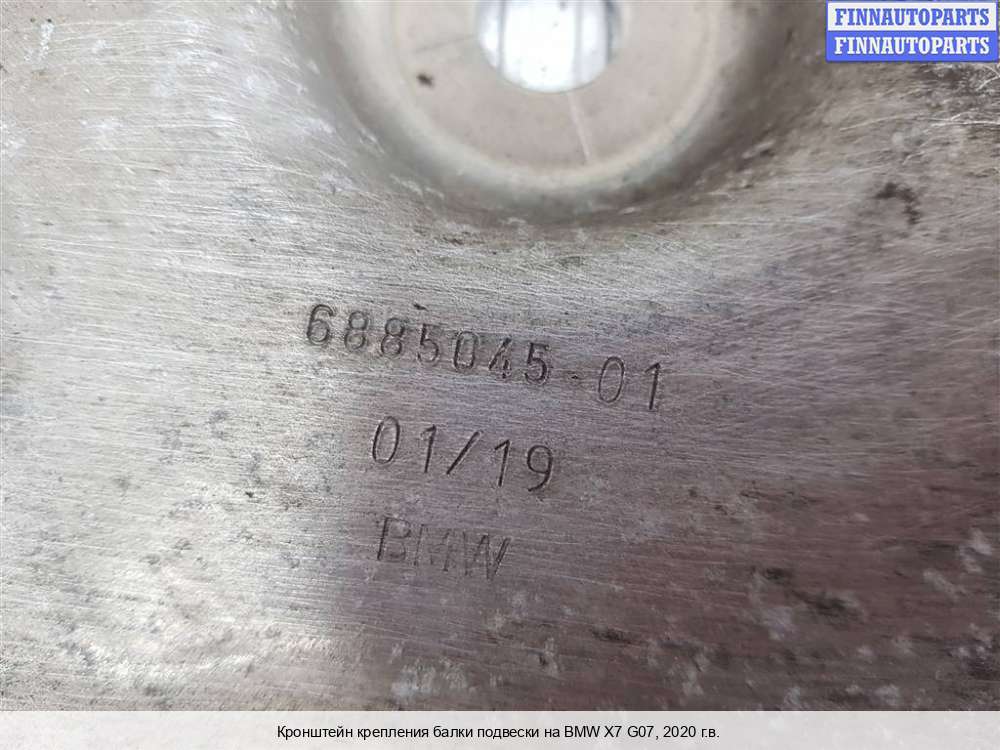 FINNAUTOPARTS
FINNAUTOPARTS
6885045-01
01/19
BMW
Кронштейн крепления балки подвески на BMW X7 G07, 2020 г.в.